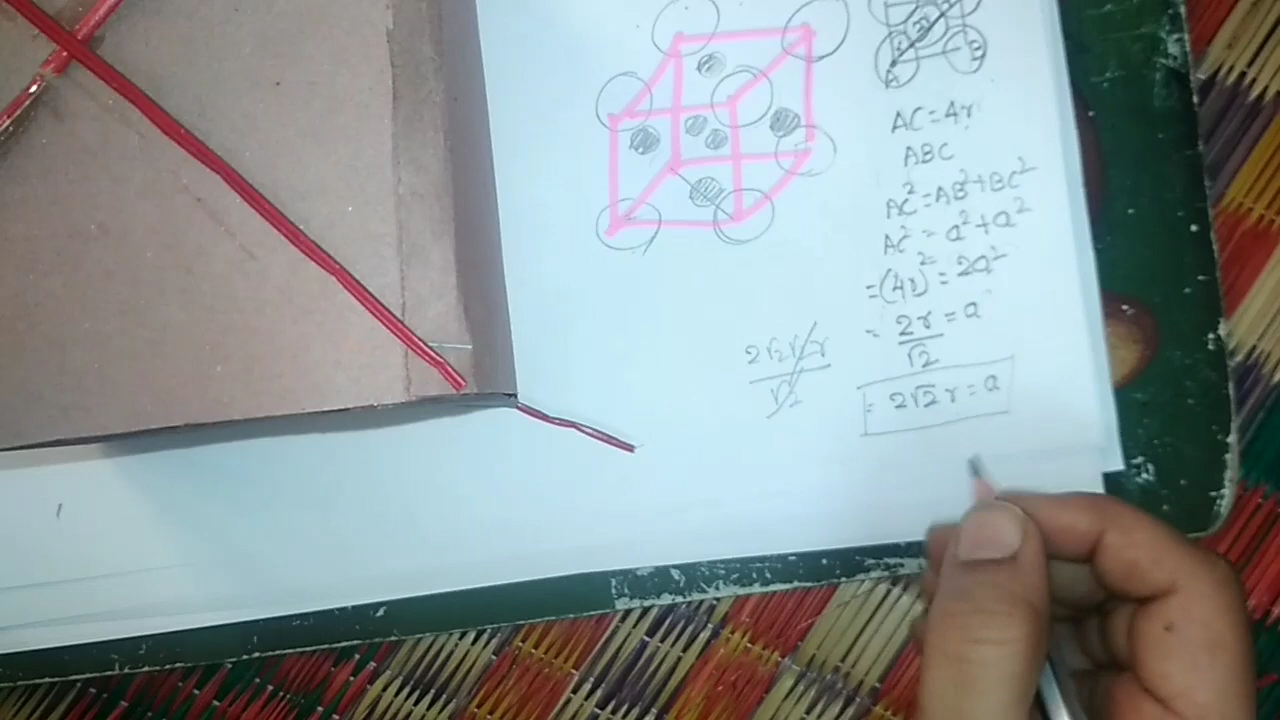 AC = 4r
ABC
AC² = AB² + BC²
AC² = a² + a²
= (4r)² = 2a²
= 2r/√2 = a
= 2√2 r = a